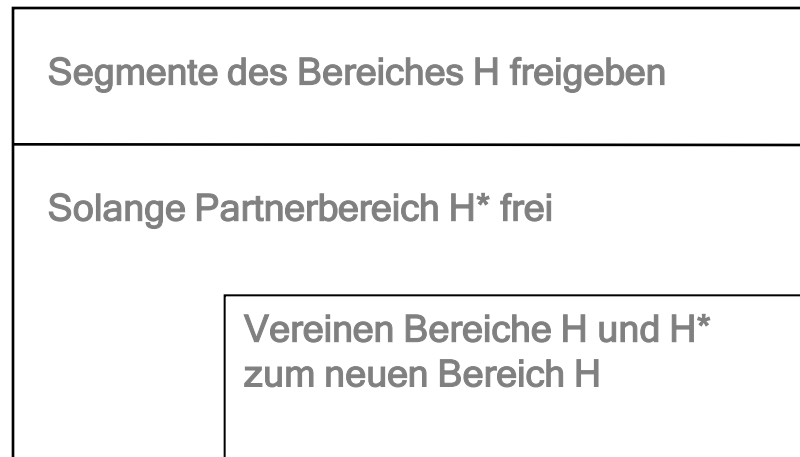 Segmente des Bereiches H freigeben
Solange Partnerbereich H* frei
Vereinen Bereiche H und H*
zum neuen Bereich H